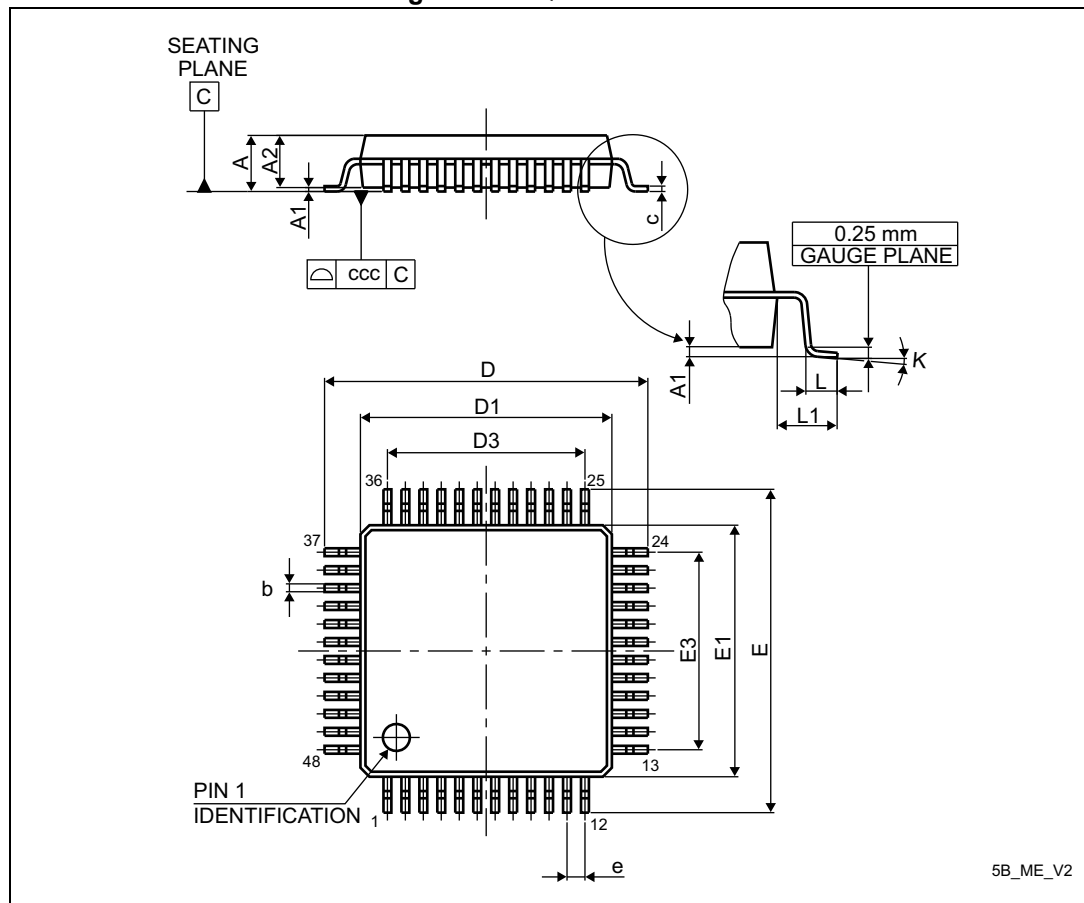 SEATING
PLANE
C
A
A2
A1
c
ccc C
0.25 mm
GAUGE PLANE
A1
K
L
L1
D
D1
D3
36
25
37
24
b
E3
E1
E
48
13
PIN 1
IDENTIFICATION
1
12
e
5B_ME_V2